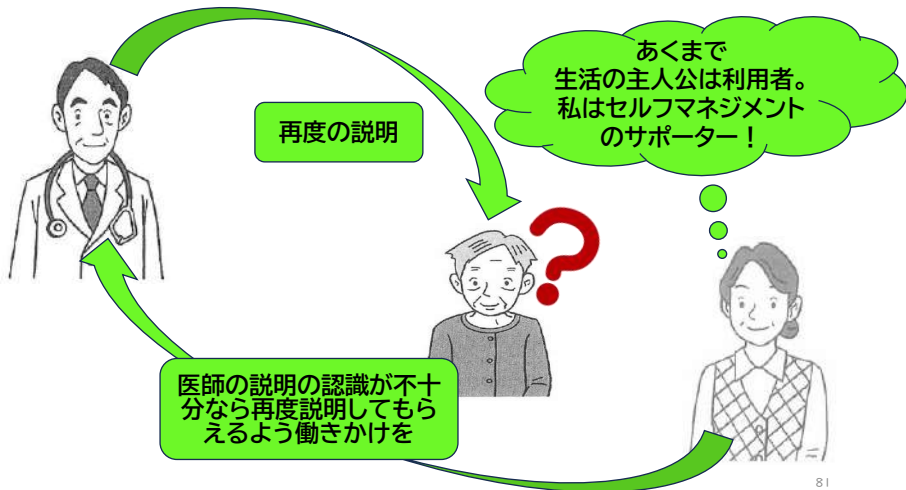 あくまで
生活の主人公は利用者。
私はセルフマネジメント
のサポーター！
再度の説明
?
医師の説明の認識が不十
分なら再度説明してもら
えるよう働きかけを
81